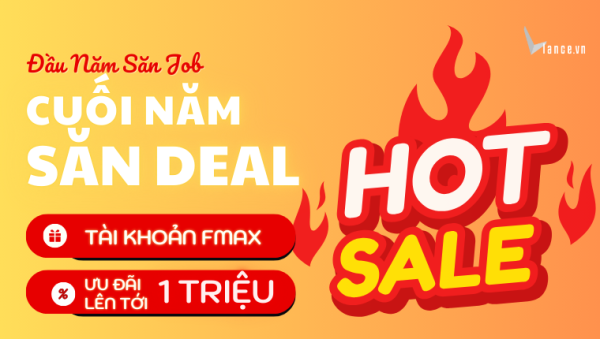 vlance.vn
Đầu Năm Săn Job
CUỐI NĂM
SĂN DEAL
TÀI KHOẢN FMAX
ƯU ĐÃI
LÊN TỚI
1 TRIỆU
HOT
SALE